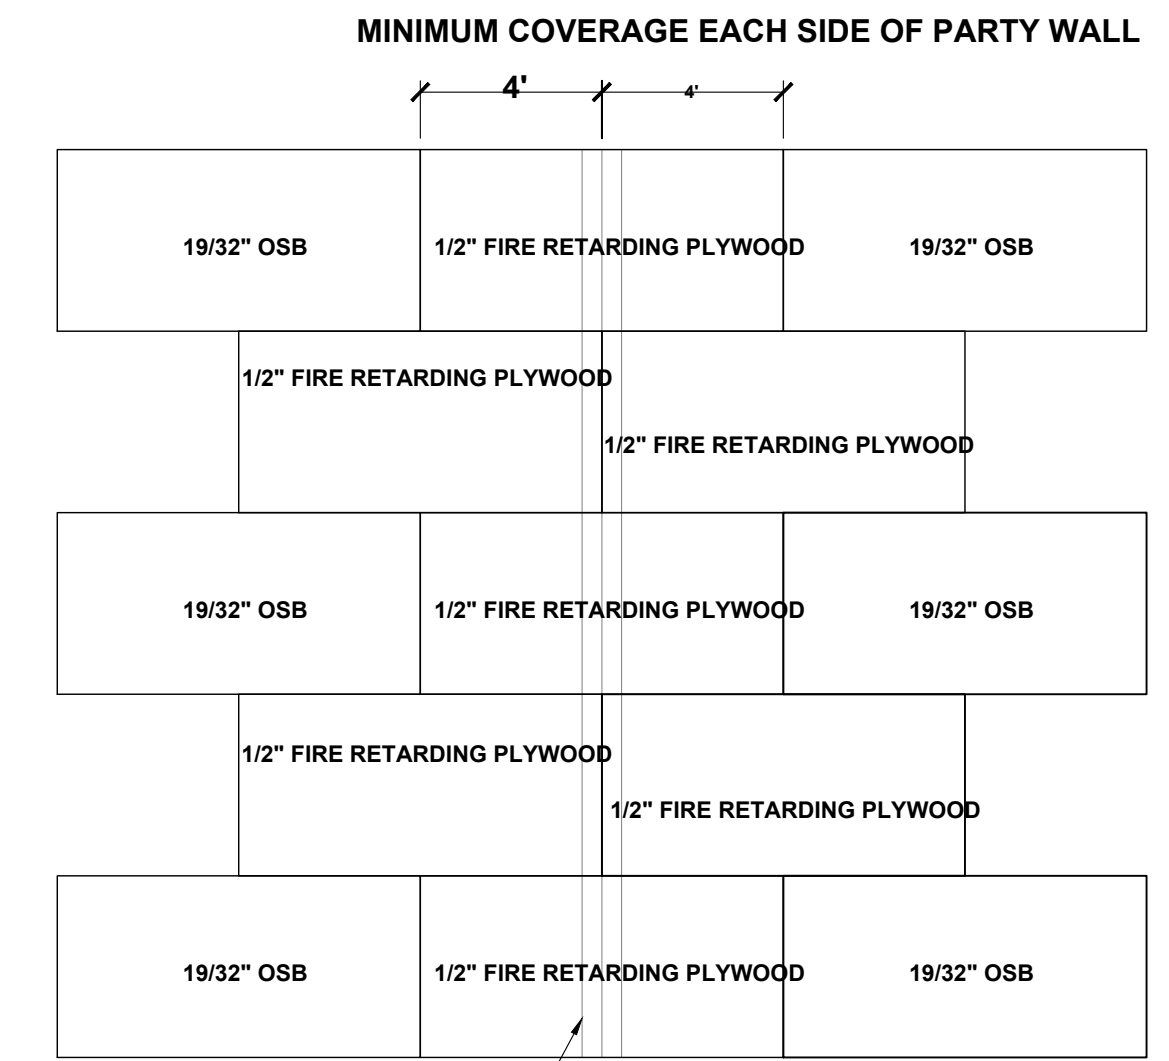 MINIMUM COVERAGE EACH SIDE OF PARTY WALL
4' 4'
19/32" OSB 1/2" FIRE RETARDING PLYWOOD 19/32" OSB
1/2" FIRE RETARDING PLYWOOD
1/2" FIRE RETARDING PLYWOOD
19/32" OSB 1/2" FIRE RETARDING PLYWOOD 19/32" OSB
1/2" FIRE RETARDING PLYWOOD
1/2" FIRE RETARDING PLYWOOD
19/32" OSB 1/2" FIRE RETARDING PLYWOOD 19/32" OSB